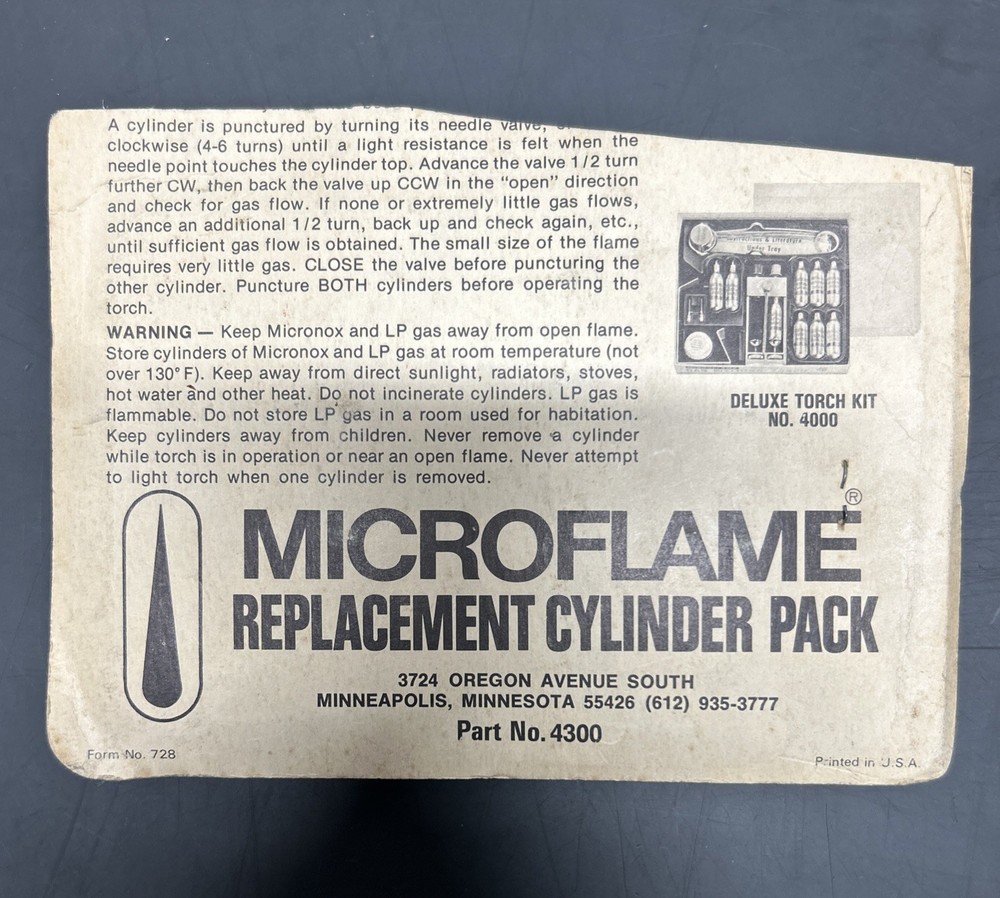 A cylinder is punctured by turning its needle valve,
clockwise (4-6 turns) until a light resistance is felt when the
needle point touches the cylinder top. Advance the valve 1/2 turn
further CW, then back the valve up CCW in the "open" direction
and check for gas flow. If none or extremely little gas flows,
advance an additional 1/2 turn, back up and check again, etc.,
until sufficient gas flow is obtained. The small size of the flame
requires very little gas. CLOSE the valve before puncturing the
other cylinder. Puncture BOTH cylinders before operating the
torch.
WARNING — Keep Micronox and LP gas away from open flame.
Store cylinders of Micronox and LP gas at room temperature (not
over 130°F). Keep away from direct sunlight, radiators, stoves,
hot water and other heat. Do not incinerate cylinders. LP gas is
flammable. Do not store LP gas in a room used for habitation.
Keep cylinders away from children. Never remove a cylinder
while torch is in operation or near an open flame. Never attempt
to light torch when one cylinder is removed.
Instructions & Literature
Under Tray
DELUXE TORCH KIT
NO. 4000
MICROFLAME®
REPLACEMENT CYLINDER PACK
3724 OREGON AVENUE SOUTH
MINNEAPOLIS, MINNESOTA 55426 (612) 935-3777
Part No. 4300
Form No. 728
Printed in U.S.A.